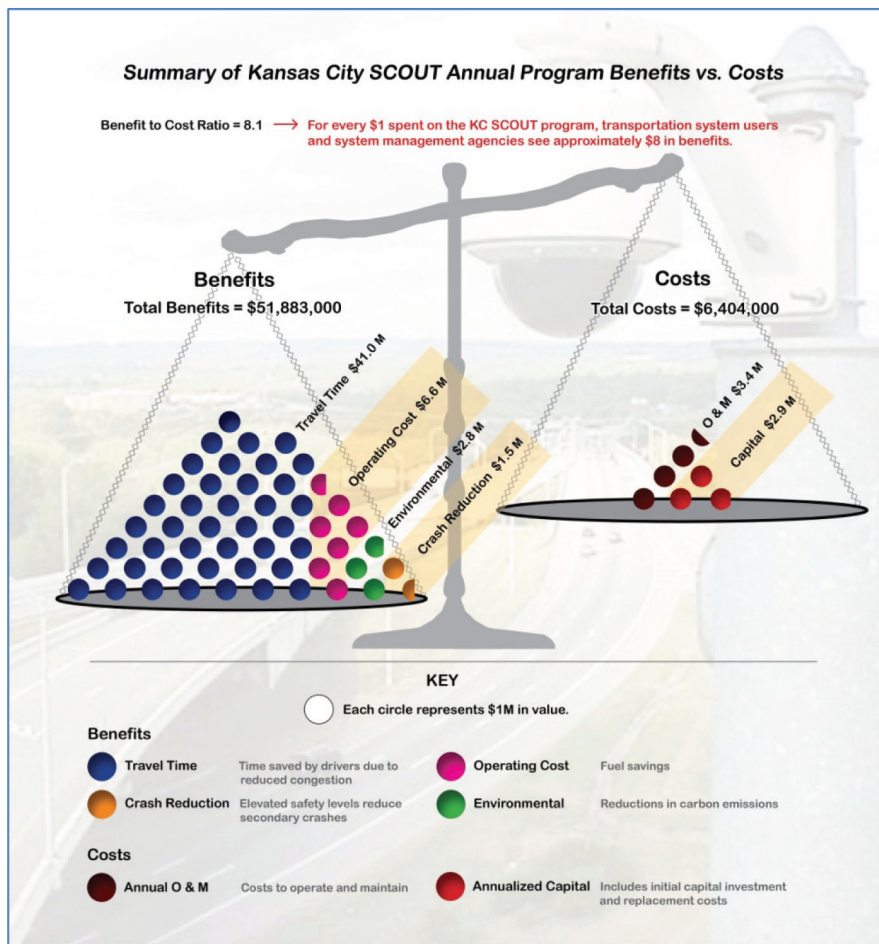 Summary of Kansas City SCOUT Annual Program Benefits vs. Costs
Benefit to Cost Ratio = 8.1
For every $1 spent on the KC SCOUT program, transportation system users
and system management agencies see approximately $8 in benefits.
Benefits
Total Benefits = $51,883,000
Costs
Total Costs = $6,404,000
Travel Time $41.0 M
Operating Cost $6.6 M
Environmental $2.8 M
Crash Reduction $1.5 M
O & M $3.4 M
Capital $2.9 M
KEY
Each circle represents $1M in value.
Benefits
Travel Time
Time saved by drivers due to
reduced congestion
Operating Cost
Fuel savings
Crash Reduction
Elevated safety levels reduce
secondary crashes
Environmental
Reductions in carbon emissions
Costs
Annual O & M
Costs to operate and maintain
Annualized Capital
Includes initial capital investment
and replacement costs